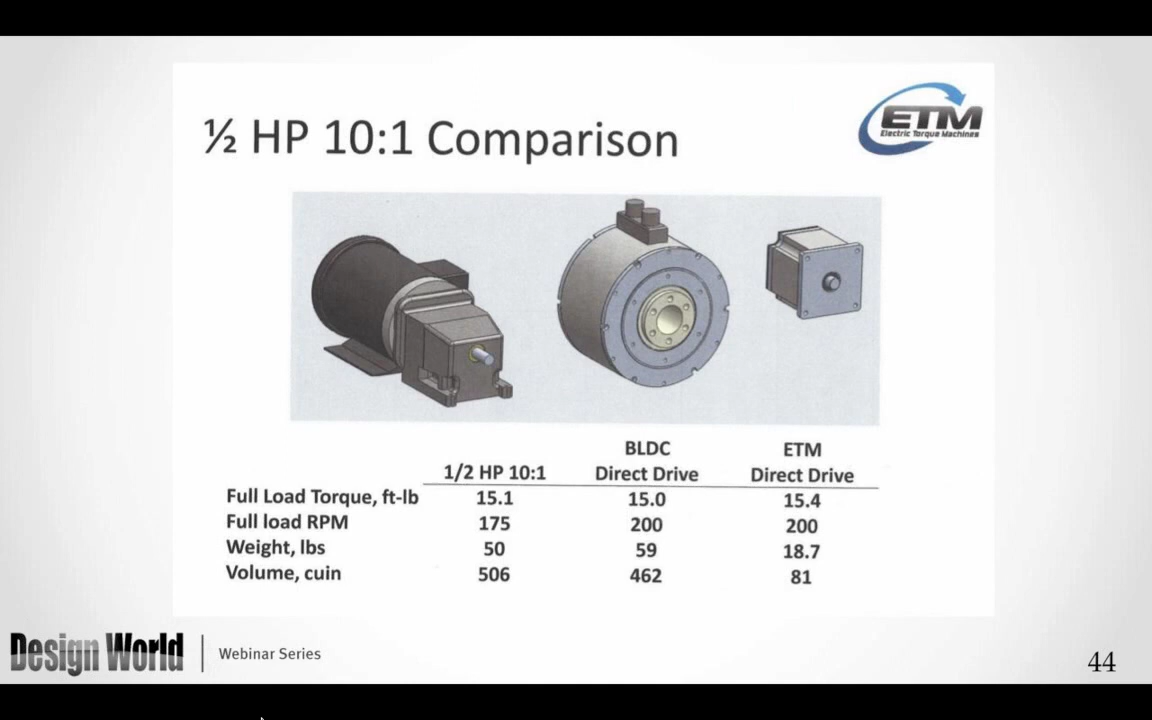 ½ HP 10:1 Comparison
ETM
Electric Torque Machines
BLDC ETM
1/2 HP 10:1 Direct Drive Direct Drive
Full Load Torque, ft-lb 15.1 15.0 15.4
Full load RPM 175 200 200
Weight, lbs 50 59 18.7
Volume, cuin 506 462 81
Design World Webinar Series
44